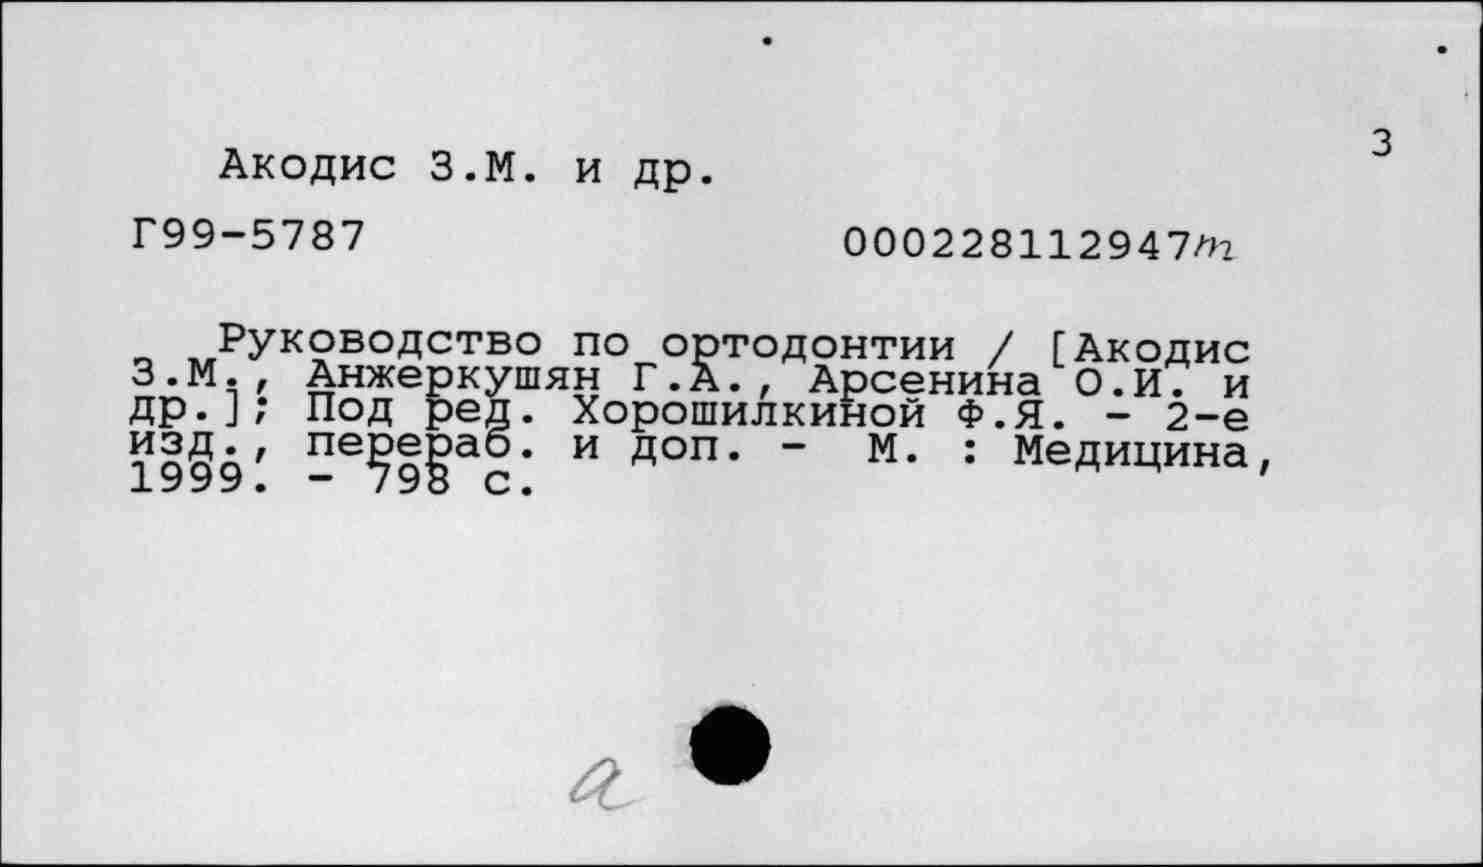 3
Акодис З.М. и др.
Г99-5787 000228112947m
Руководство по ортодонтии / [Акодис
З.М., Анжеркушян Г.А., Арсенина О.И. и
др.]; Под ред. Хорошилкиной Ф.Я. - 2-е
изд., перераб. и доп. - М. : Медицина,
1999. - 798 с.
а